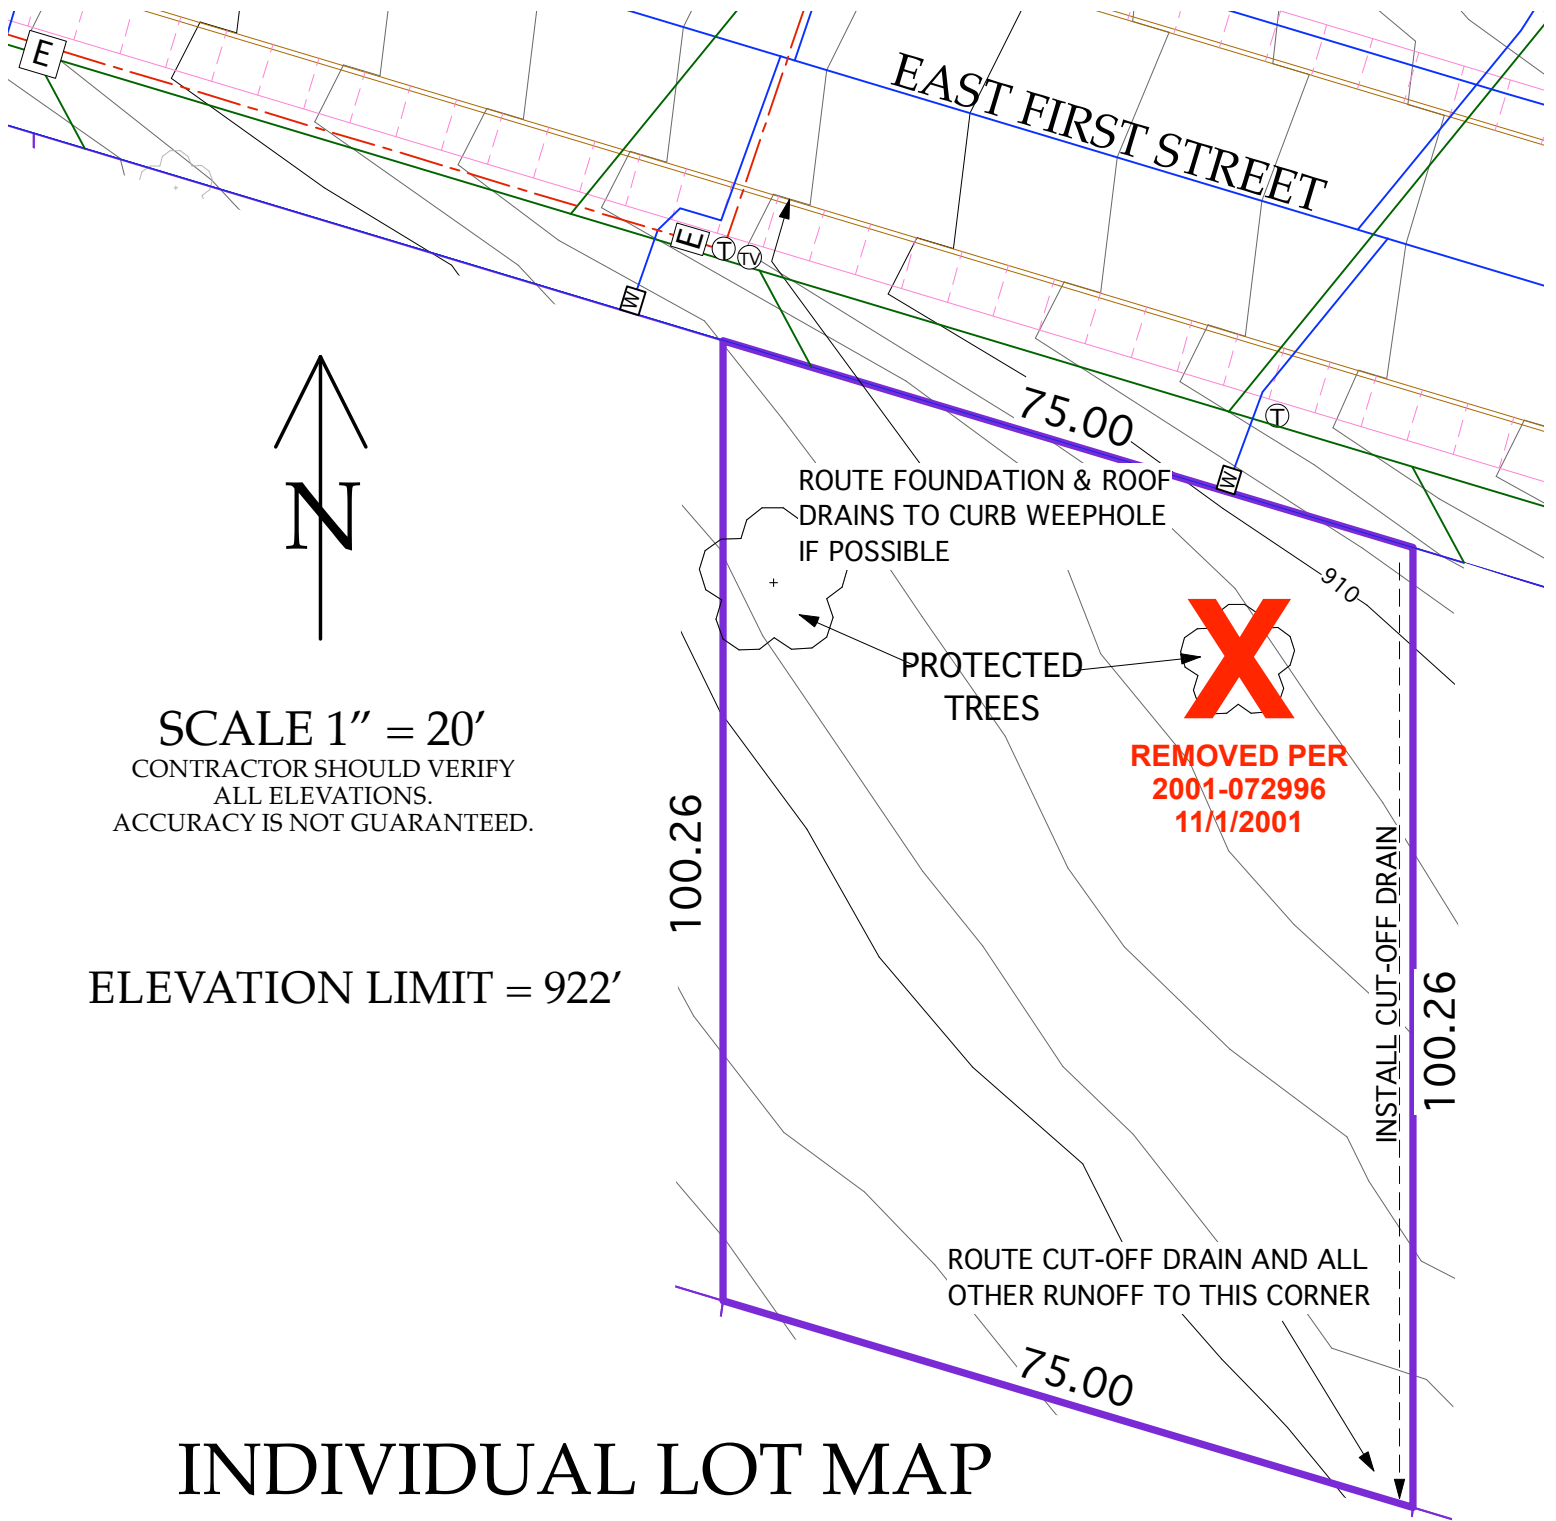 E
EAST FIRST STREET
E
T
TV
W
75.00
T
W
ROUTE FOUNDATION & ROOF
DRAINS TO CURB WEEPHOLE
IF POSSIBLE
N
910
PROTECTED
TREES
X
SCALE 1" = 20'
CONTRACTOR SHOULD VERIFY
ALL ELEVATIONS.
ACCURACY IS NOT GUARANTEED.
REMOVED PER
2001-072996
11/1/2001
100.26
INSTALL CUT-OFF DRAIN
100.26
ELEVATION LIMIT = 922'
ROUTE CUT-OFF DRAIN AND ALL
OTHER RUNOFF TO THIS CORNER
75.00
INDIVIDUAL LOT MAP